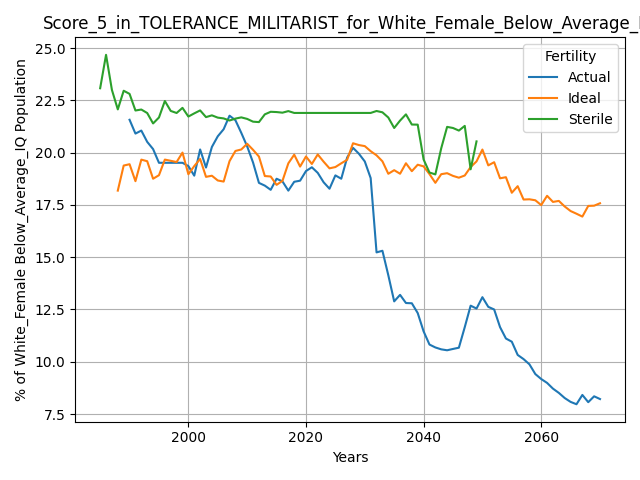 Score_5_in_TOLERANCE_MILITARIST_for_White_Female_Below_Average_I
% of White_Female Below_Average_IQ Population
25.0
22.5
20.0
17.5
15.0
12.5
10.0
7.5
Fertility
Actual
Ideal
Sterile
2000
2020
2040
2060
Years